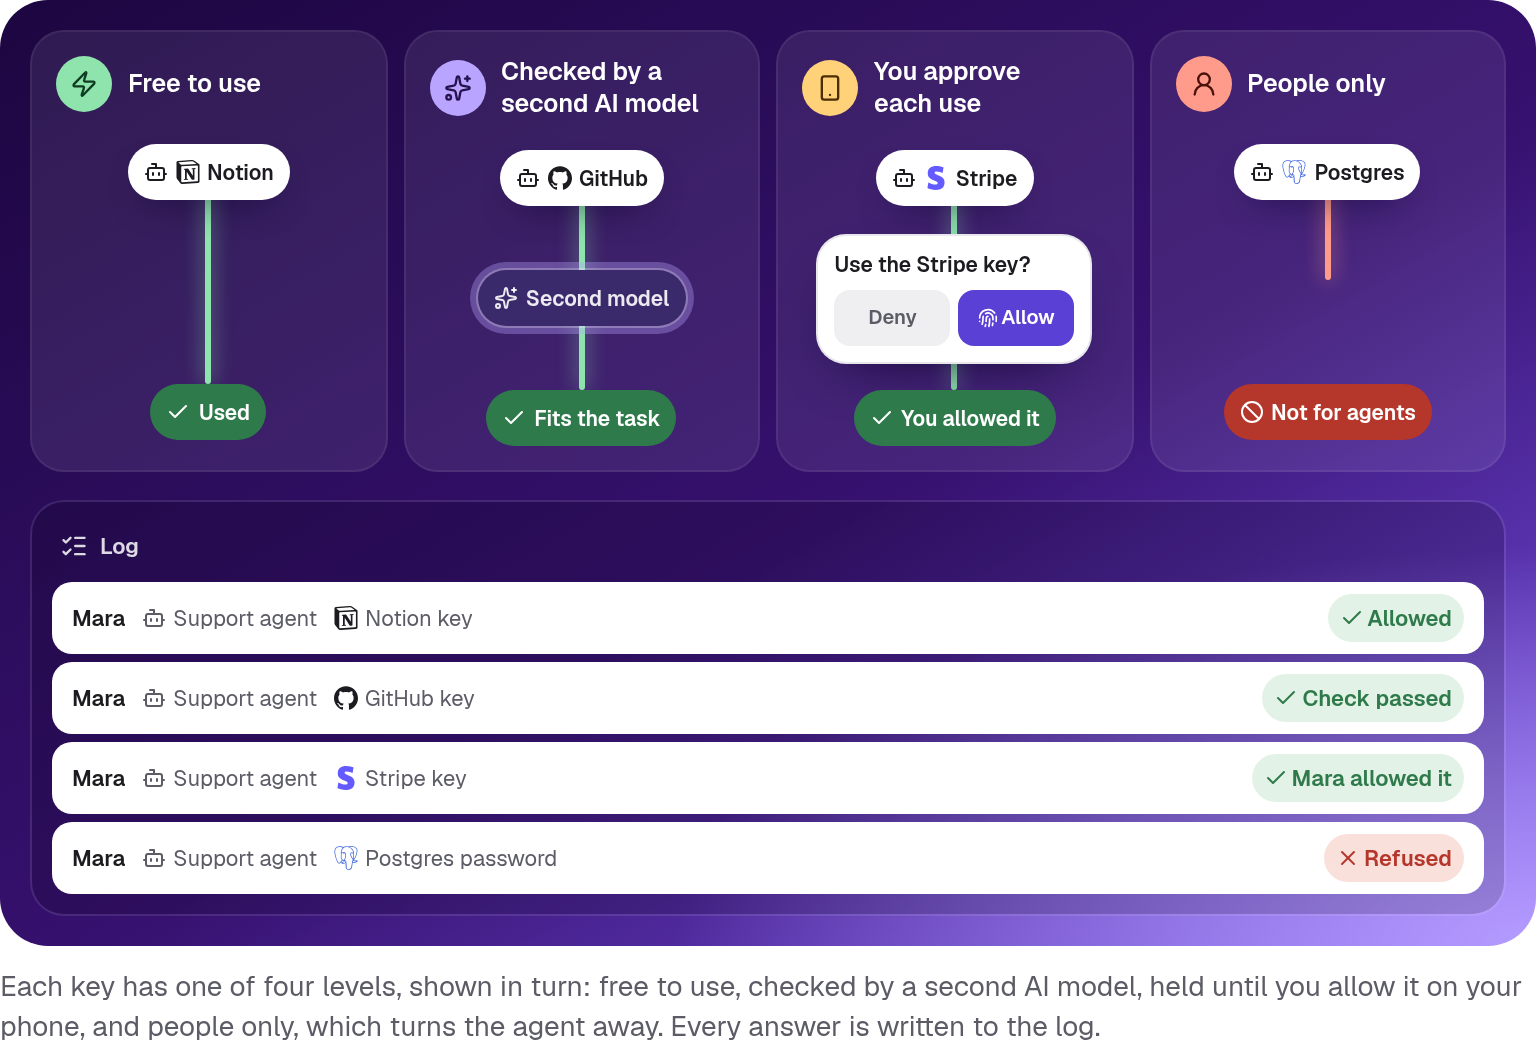 Free to use
Notion
Used
Checked by a
second AI model
GitHub
Second model
Fits the task
You approve
each use
Stripe
Use the Stripe key?
Deny
Allow
You allowed it
People only
Postgres
Not for agents
Log
Mara Support agent Notion key Allowed
Mara Support agent GitHub key Check passed
Mara Support agent Stripe key Mara allowed it
Mara Support agent Postgres password Refused
Each key has one of four levels, shown in turn: free to use, checked by a second AI model, held until you allow it on your
phone, and people only, which turns the agent away. Every answer is written to the log.